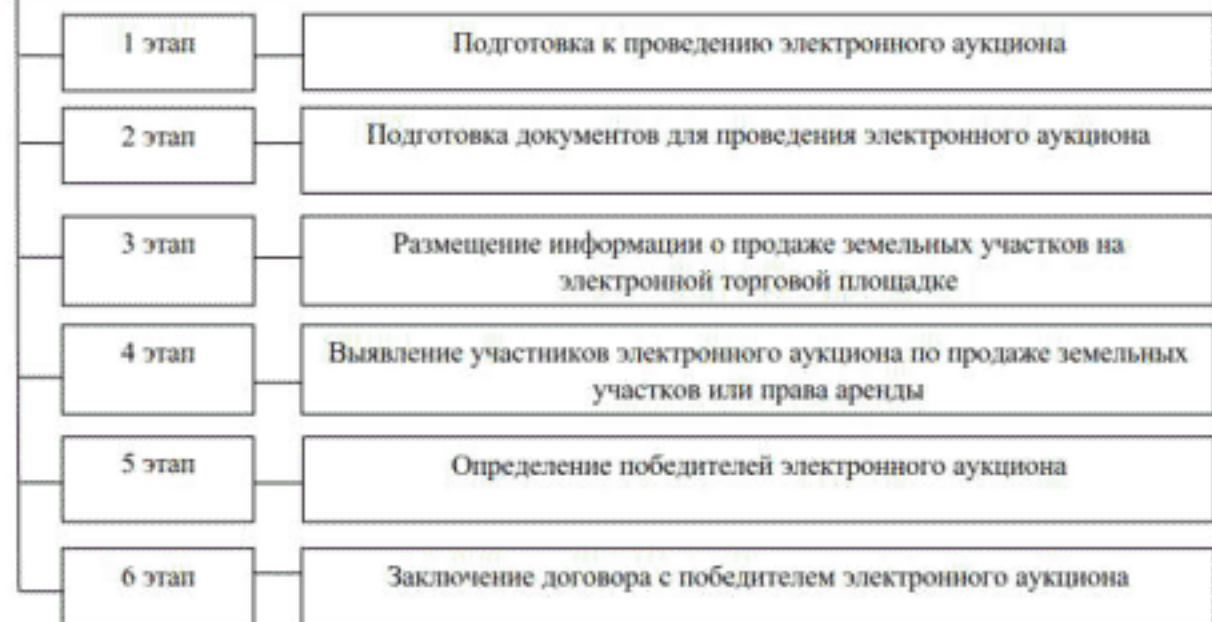 1 этап
Подготовка к проведению электронного аукциона
2 этап
Подготовка документов для проведения электронного аукциона
3 этап
Размещение информации о продаже земельных участков на
электронной торговой площадке
4 этап
Выявление участников электронного аукциона по продаже земельных
участков или права аренды
5 этап
Определение победителей электронного аукциона
6 этап
Заключение договора с победителем электронного аукциона